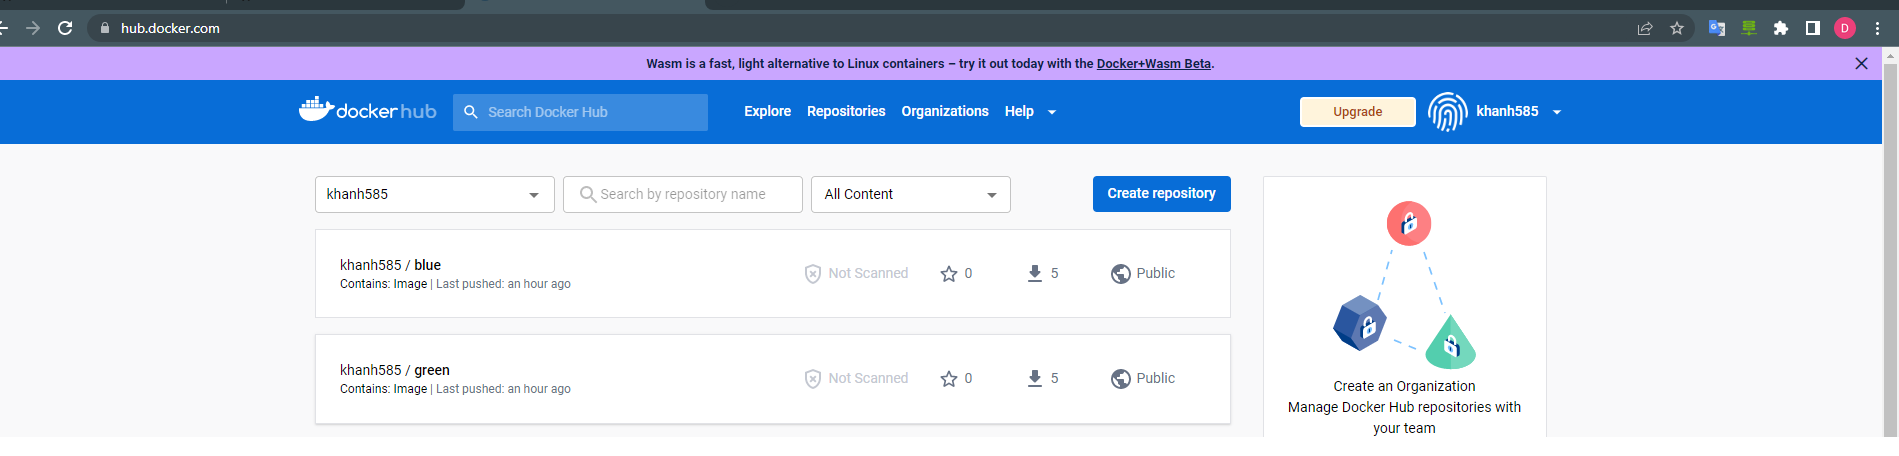 hub.docker.com
D
Wasm is a fast, light alternative to Linux containers – try it out today with the Docker+Wasm Beta.
dockerhub
Search Docker Hub
Explore
Repositories
Organizations
Help
Upgrade
khanh585
khanh585
Search by repository name
All Content
Create repository
khanh585 / blue
Contains: Image | Last pushed: an hour ago
Not Scanned
0
5
Public
khanh585 / green
Contains: Image | Last pushed: an hour ago
Not Scanned
0
5
Public
Create an Organization
Manage Docker Hub repositories with
your team